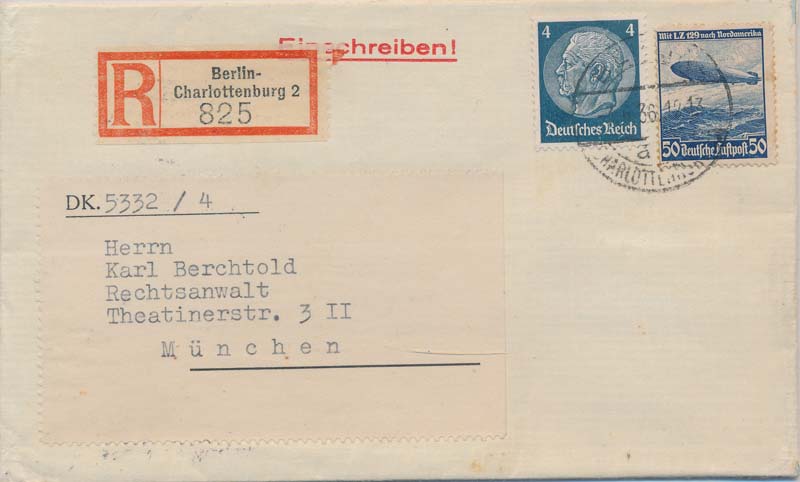 Einschreiben!
R
Berlin-
Charlottenburg 2
825
4 4
Deutsches Reich
Mit LZ 129 nach Nordamerika
50 Deutsche Luftpost 50
DK. 5332 / 4
Herrn
Karl Berchtold
Rechtsanwalt
Theatinerstr. 3 II
München